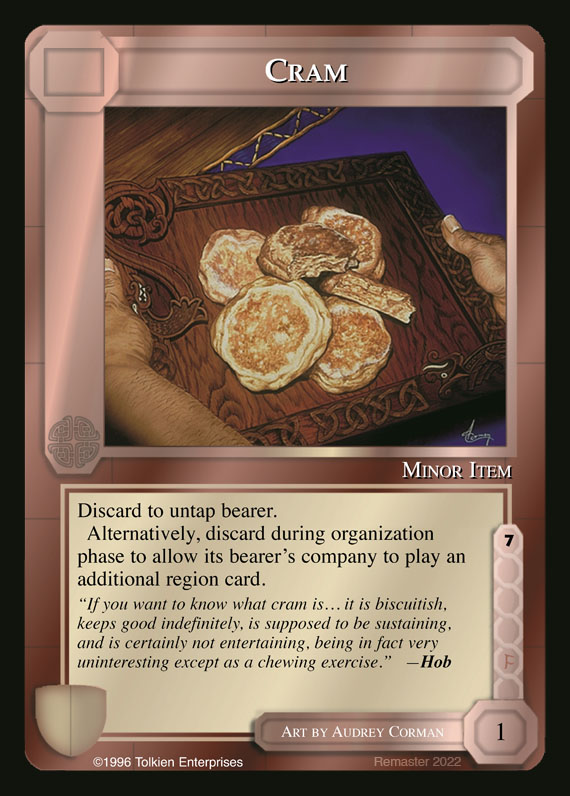 Cram
Minor Item
Discard to untap bearer.
Alternatively, discard during organization
phase to allow its bearer’s company to play an
additional region card.
“If you want to know what cram is… it is biscuitish,
keeps good indefinitely, is supposed to be sustaining,
and is certainly not entertaining, being in fact very
uninteresting except as a chewing exercise.” —Hob
7
F
Art by Audrey Corman
1
©1996 Tolkien Enterprises
Remaster 2022